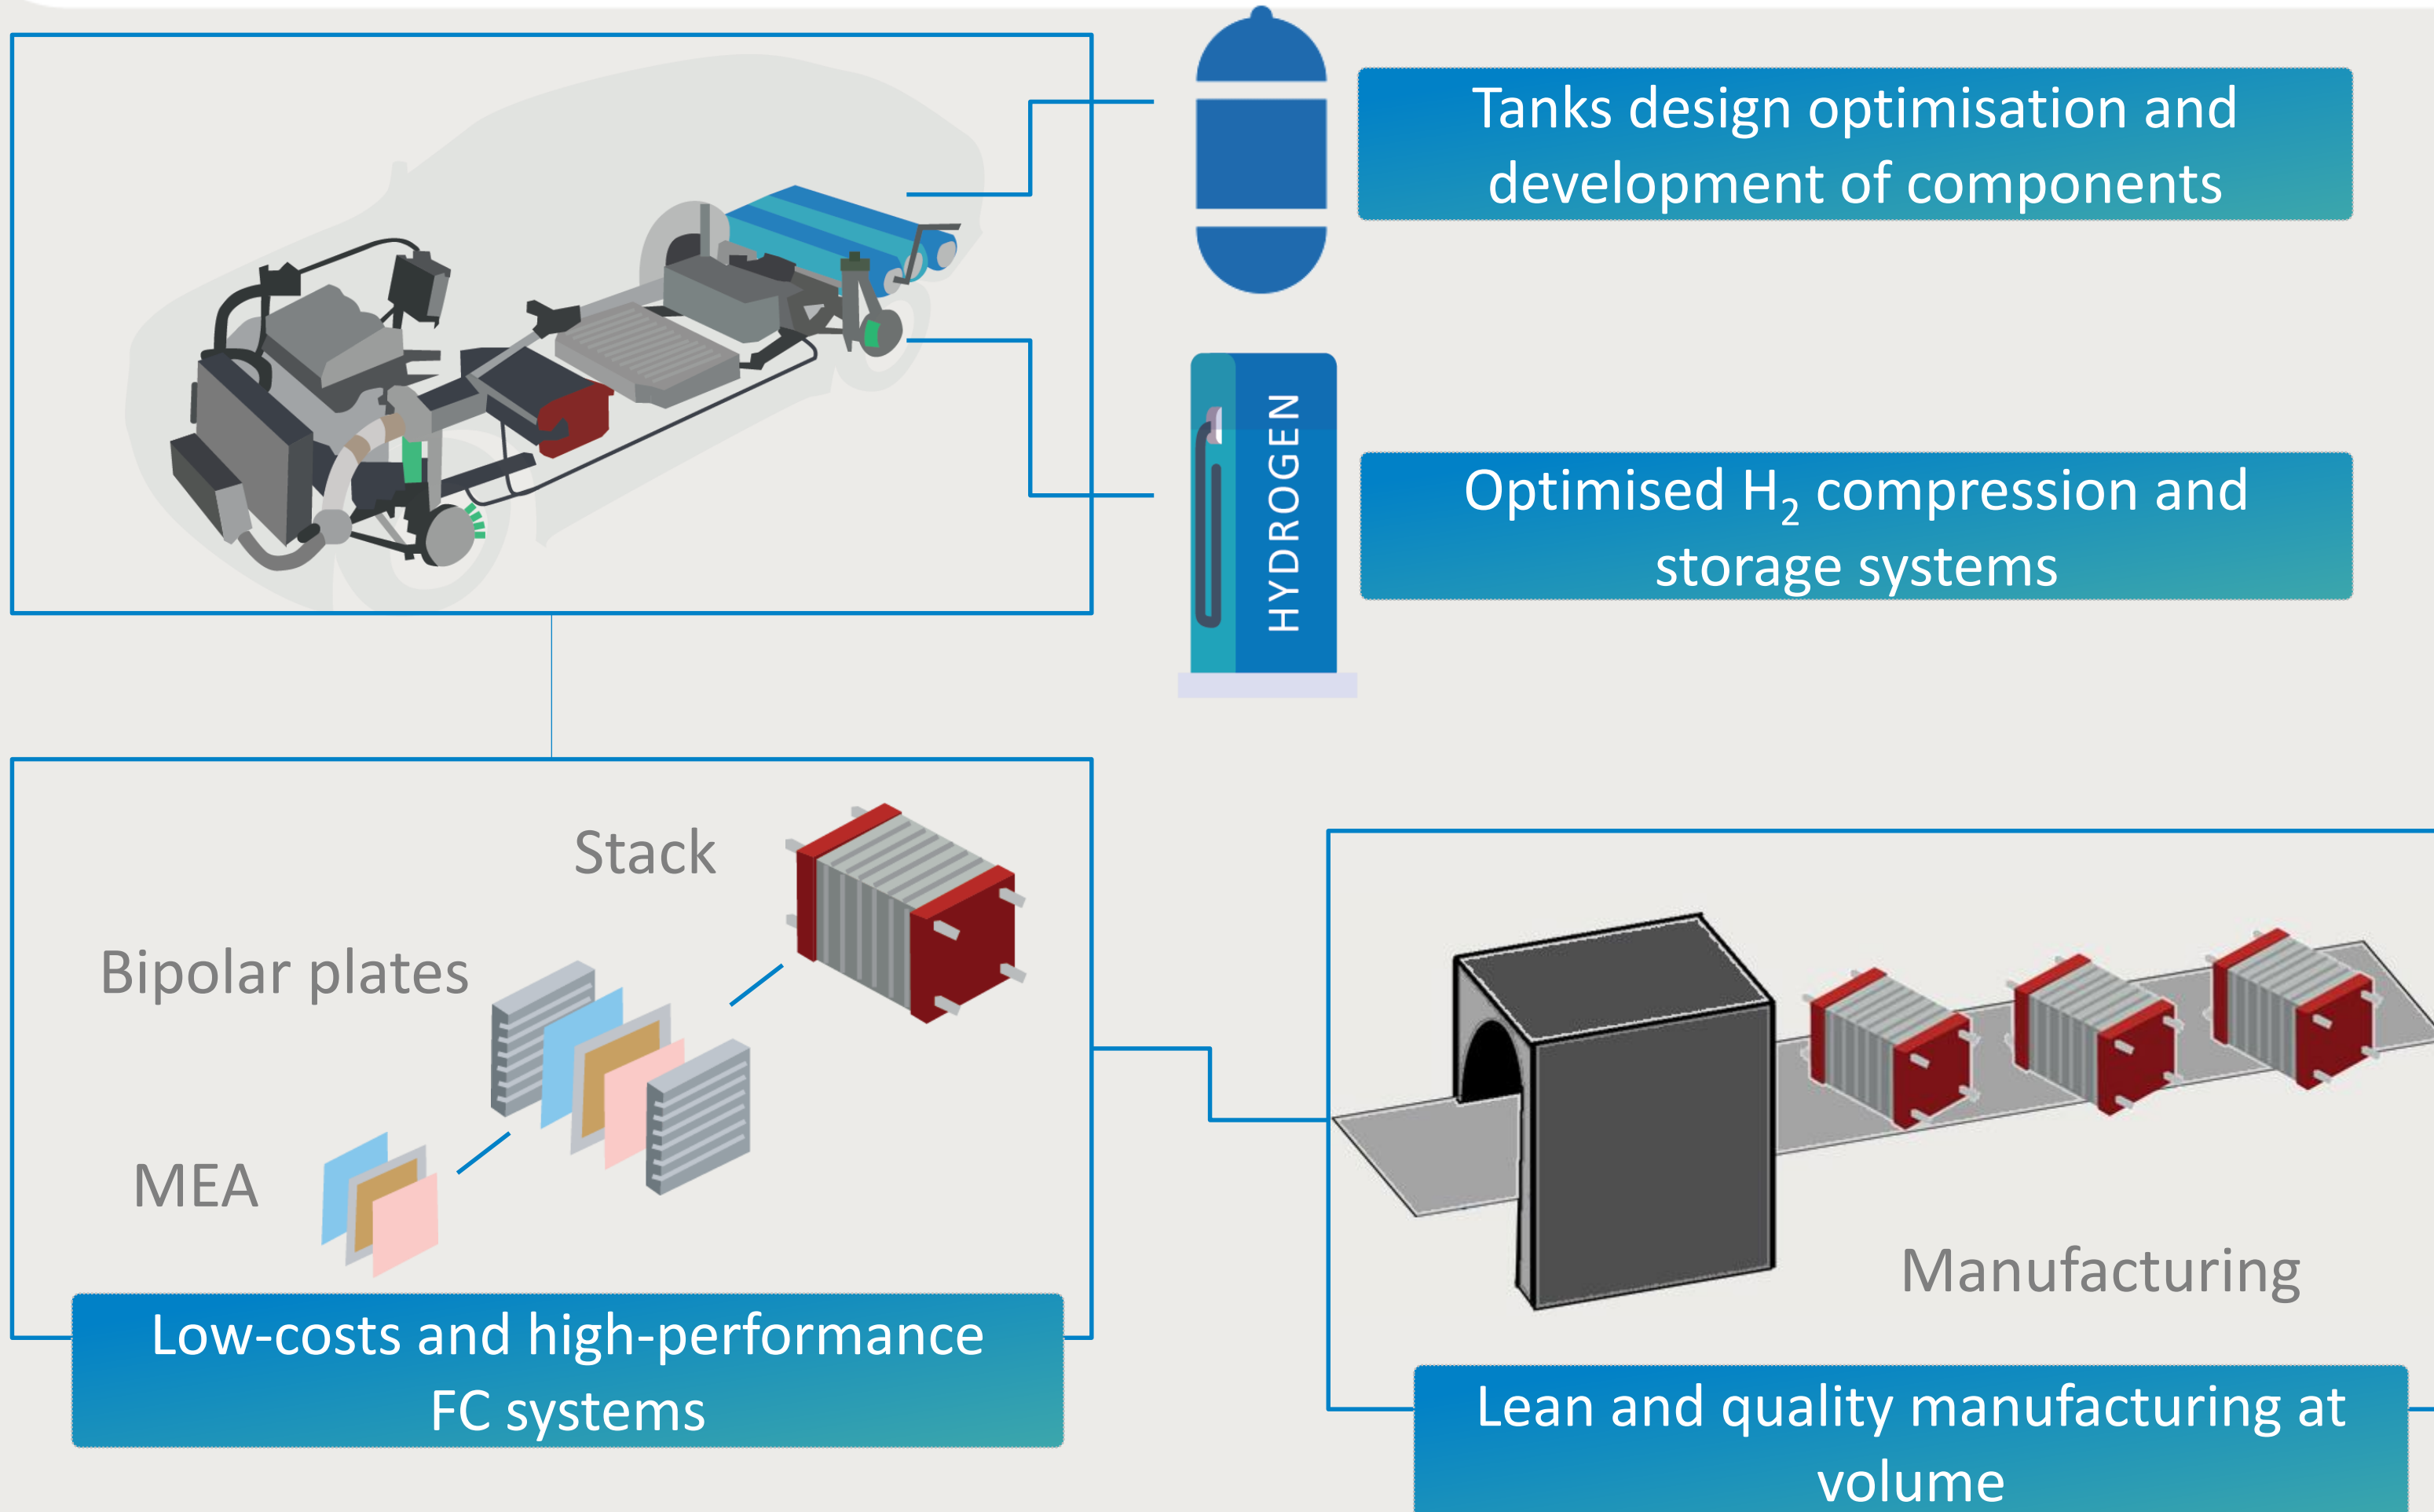 Tanks design optimisation and
development of components
HYDROGEN
Optimised H₂ compression and
storage systems
Stack
Bipolar plates
MEA
Low-costs and high-performance
FC systems
Manufacturing
Lean and quality manufacturing at
volume